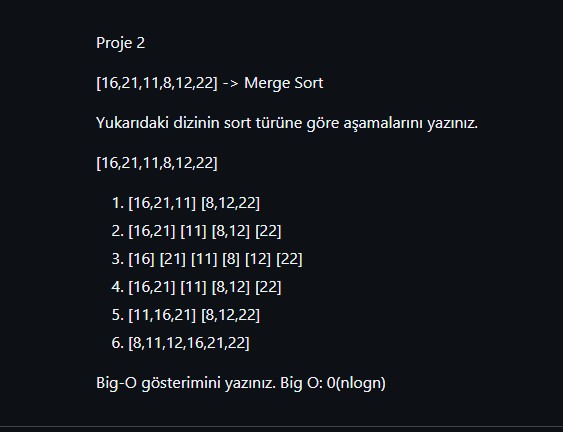 Proje 2
[16,21,11,8,12,22] -> Merge Sort
Yukarıdaki dizinin sort türüne göre aşamalarını yazınız.
[16,21,11,8,12,22]
1. [16,21,11] [8,12,22]
2. [16,21] [11] [8,12] [22]
3. [16] [21] [11] [8] [12] [22]
4. [16,21] [11] [8,12] [22]
5. [11,16,21] [8,12,22]
6. [8,11,12,16,21,22]
Big-O gösterimini yazınız. Big O: 0(nlogn)